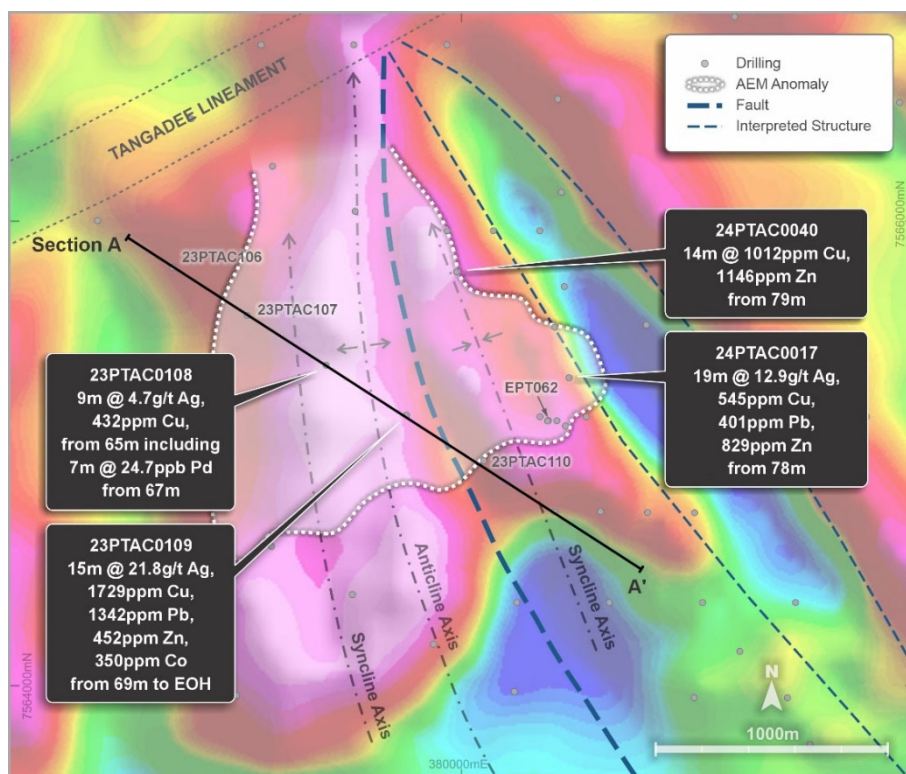 Drilling
AEM Anomaly
Fault
Interpreted Structure
TANGADEE LINEAMENT
7566000mN
Section A
23PTAC106
23PTAC107
24PTAC0040
14m @ 1012ppm Cu,
1146ppm Zn
from 79m
23PTAC0108
9m @ 4.7g/t Ag,
432ppm Cu,
from 65m including
7m @ 24.7ppb Pd
from 67m
EPT062
24PTAC0017
19m @ 12.9g/t Ag,
545ppm Cu,
401ppm Pb,
829ppm Zn
from 78m
23PTAC110
23PTAC0109
15m @ 21.8g/t Ag,
1729ppm Cu,
1342ppm Pb,
452ppm Zn,
350ppm Co
from 69m to EOH
A'
Syncline Axis
Anticline Axis
Syncline Axis
7564000mN
N
1000m
380000mE